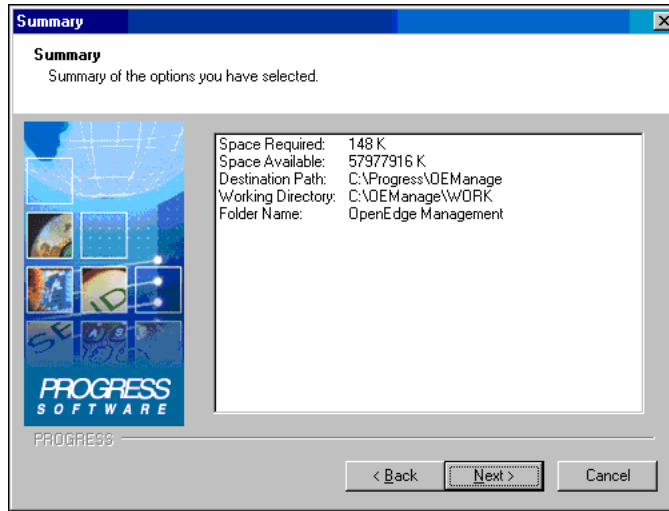 Summary
Summary
Summary of the options you have selected.
Space Required: 148 K
Space Available: 57977916 K
Destination Path: C:\Progress\OEManage
Working Directory: C:\OEManage\WORK
Folder Name: OpenEdge Management
SEND
PROGRESS
SOFTWARE
PROGRESS
< Back
Next >
Cancel